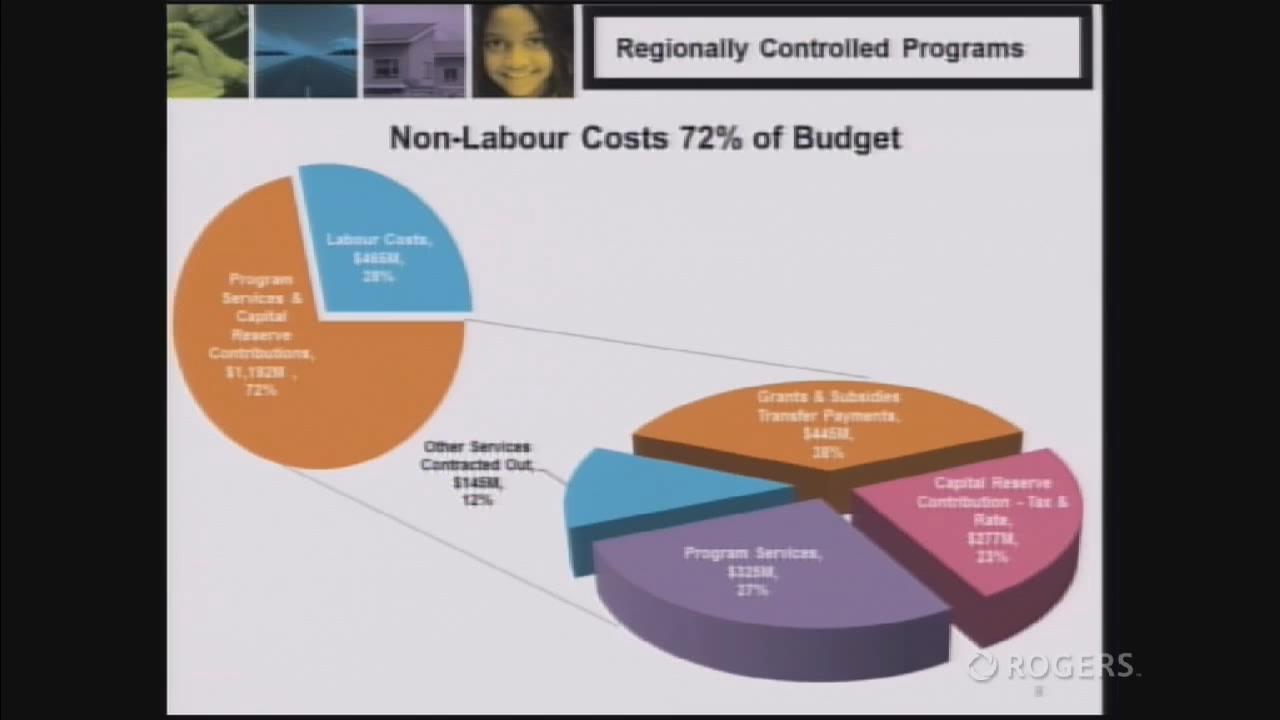 Regionally Controlled Programs
Non-Labour Costs 72% of Budget
Labour Costs,
$465M,
28%
Program
Services &
Capital
Reserve
Contributions,
$1,192M ,
72%
Grants & Subsidies
Transfer Payments,
$445M,
38%
Other Services
Contracted Out,
$145M,
12%
Capital Reserve
Contribution - Tax &
Rate,
$277M,
23%
Program Services,
$325M,
27%
ROGERS